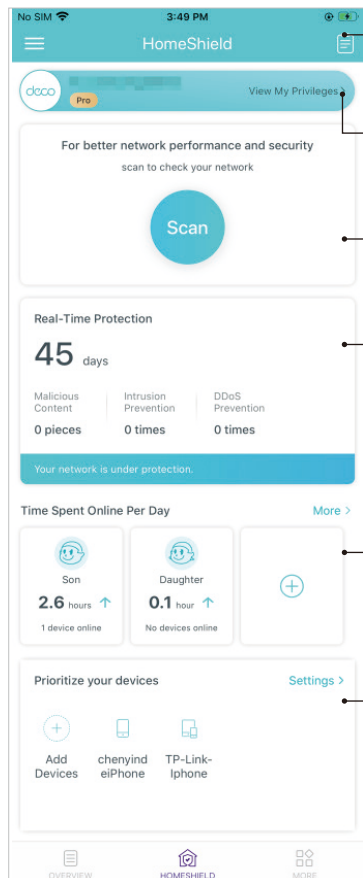 No SIM 3:49 PM
HomeShield
deco
Pro
View My Privileges >
For better network performance and security
scan to check your network
Scan
Real-Time Protection
45 days
Malicious Content
Intrusion Prevention
DDoS Prevention
0 pieces 0 times 0 times
Your network is under protection.
Time Spent Online Per Day More >
Son Daughter
2.6 hours ↑ 0.1 hour ↑
1 device online No devices online
Prioritize your devices Settings >
Add Devices
chenyind eiPhone
TP-Link-Iphone
OVERVIEW HOMESHIELD MORE